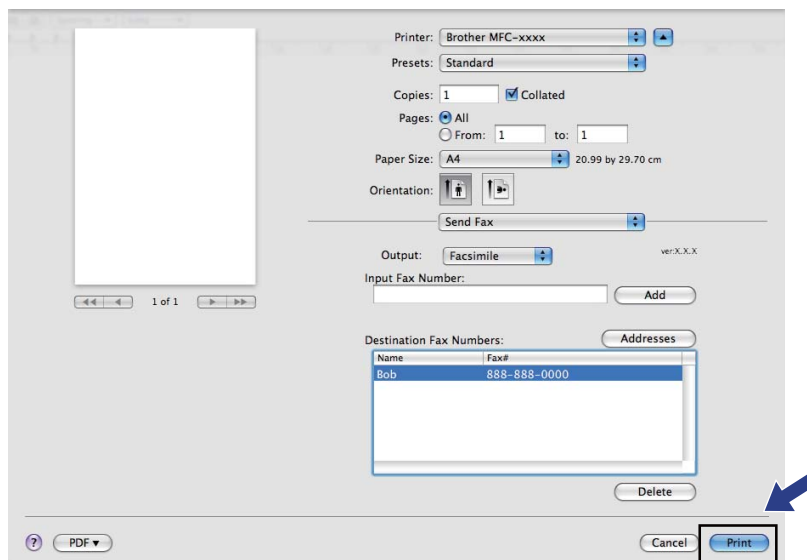 Printer: Brother MFC-xxxx
Presets: Standard
Copies: 1 Collated
Pages: All
From: 1 to: 1
Paper Size: A4 20.99 by 29.70 cm
Orientation:
Send Fax
Output: Facsimile ver:X.X.X
Input Fax Number:
Add
1 of 1
Destination Fax Numbers: Addresses
Name Fax#
Bob 888-888-0000
Delete
? PDF Cancel Print